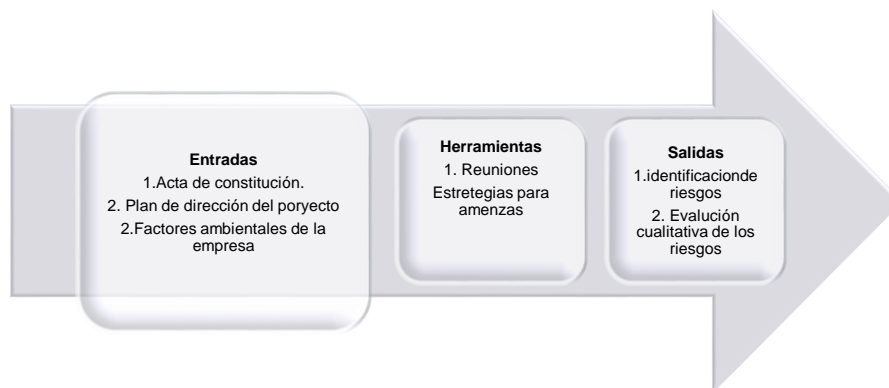 Entradas
1.Acta de constitución.
2. Plan de dirección del poryecto
2.Factores ambientales de la
empresa
Herramientas
1. Reuniones
Estretegias para
amenzas
Salidas
1.identificacionde
riesgos
2. Evalución
cualitativa de los
riesgos